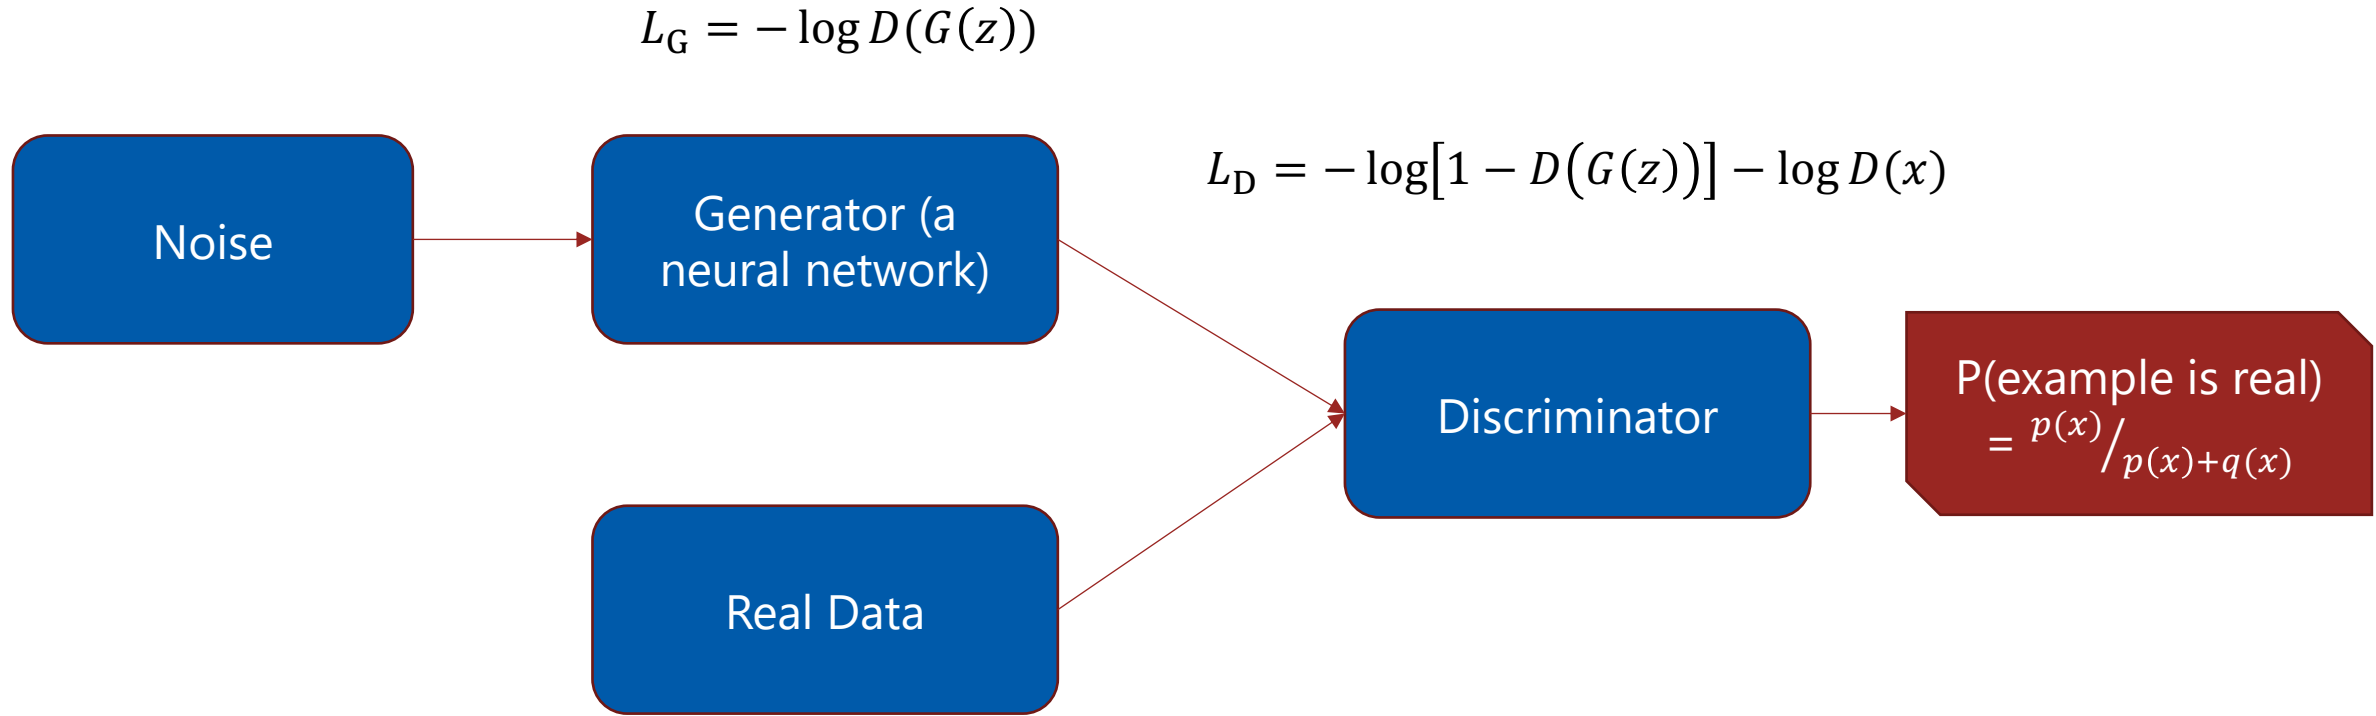 L_G = − log D(G(z))
L_D = − log[1 − D(G(z))] − log D(x)
Noise
Generator (a
neural network)
Real Data
Discriminator
P(example is real)
= p(x)/p(x)+q(x)